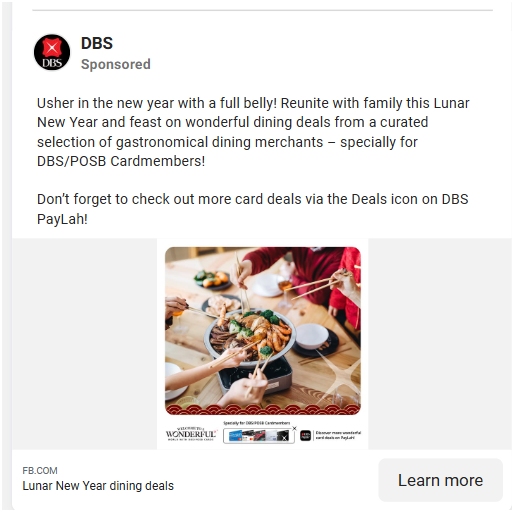 DBS
Sponsored
DBS
Usher in the new year with a full belly! Reunite with family this Lunar
New Year and feast on wonderful dining deals from a curated
selection of gastronomical dining merchants – specially for
DBS/POSB Cardmembers!
Don’t forget to check out more card deals via the Deals icon on DBS
PayLah!
WONDERFUL
Specially for DBS/POSB Cardmembers
Discover more wonderful
card deals on PayLah!
FB.COM
Lunar New Year dining deals
Learn more